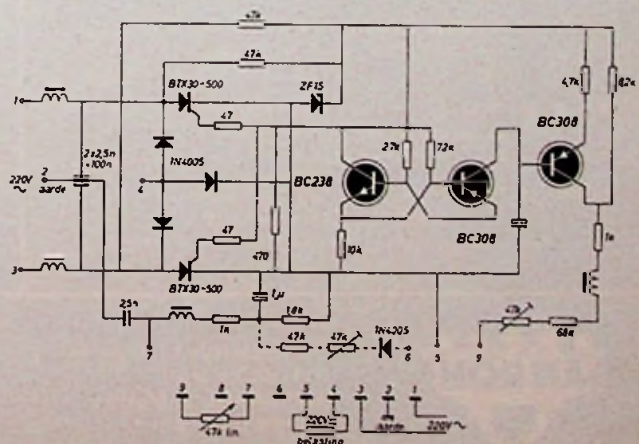 47k
47k
4,7k
8,2k
BTX30-500
ZF15
1
47
BC308
2x2,5n
+100n
2,7k
2
1N4005
BC238
220V~
aarde
4
BC308
47
470
10k
1k
3
BTX30-500
1µ
1,8k
2,5n
1k
47k
68k
7
47k
47k
1N4005
6
5
9
9 8 7 6 5 4 3 2 1
220V
aarde
220V~
47k lin.
belasting